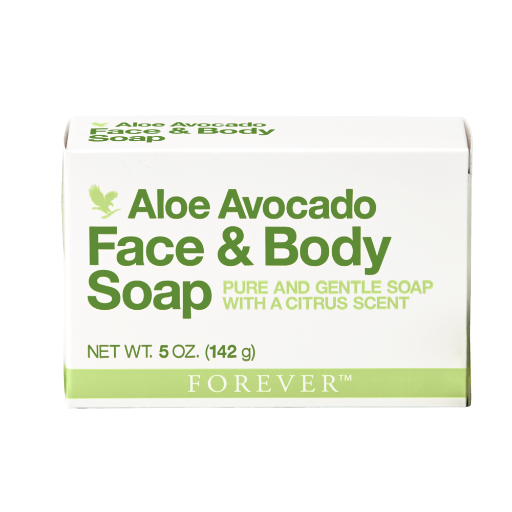 Aloe Avocado
Face & Body
Soap
Aloe Avocado
Face & Body
Soap
PURE AND GENTLE SOAP
WITH A CITRUS SCENT
NET WT. 5 OZ. (142 g)
FOREVER™